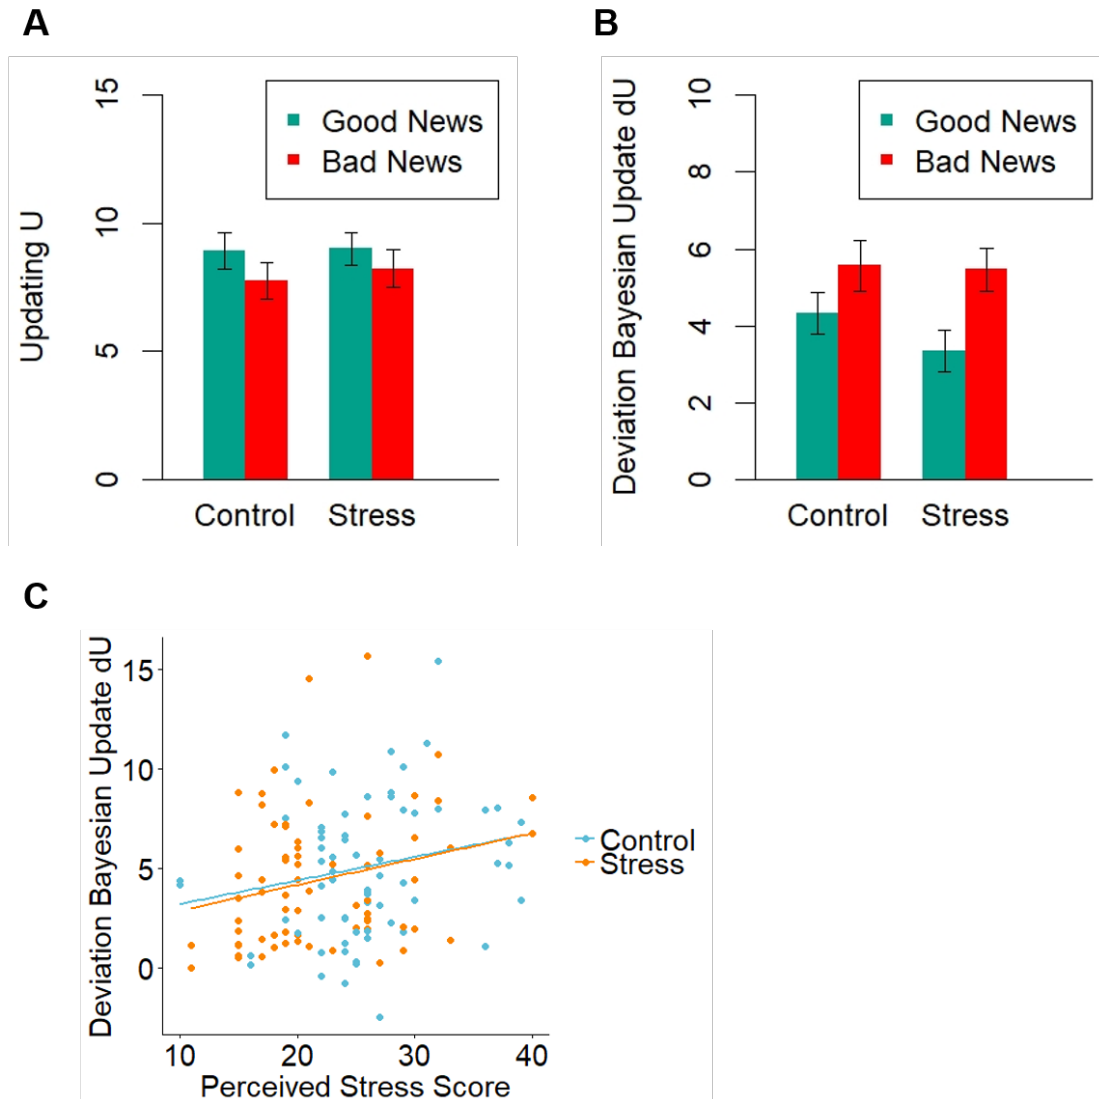 A
Updating U
15
10
5
0
Good News
Bad News
Control Stress
B
Deviation Bayesian Update dU
10
8
6
4
2
0
Good News
Bad News
Control Stress
C
Deviation Bayesian Update dU
15
10
5
0
10 20 30 40
Perceived Stress Score
Control
Stress